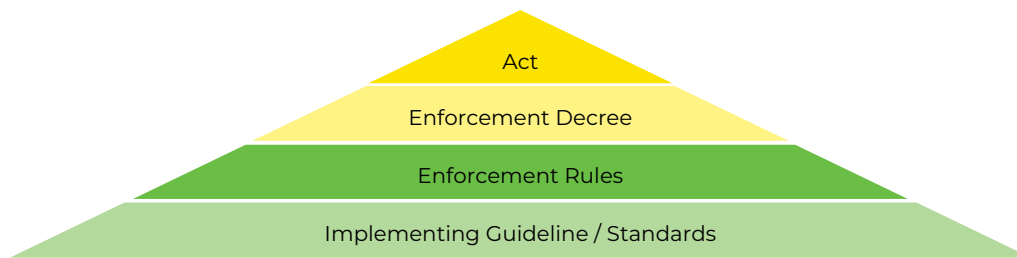 Act
Enforcement Decree
Enforcement Rules
Implementing Guideline / Standards